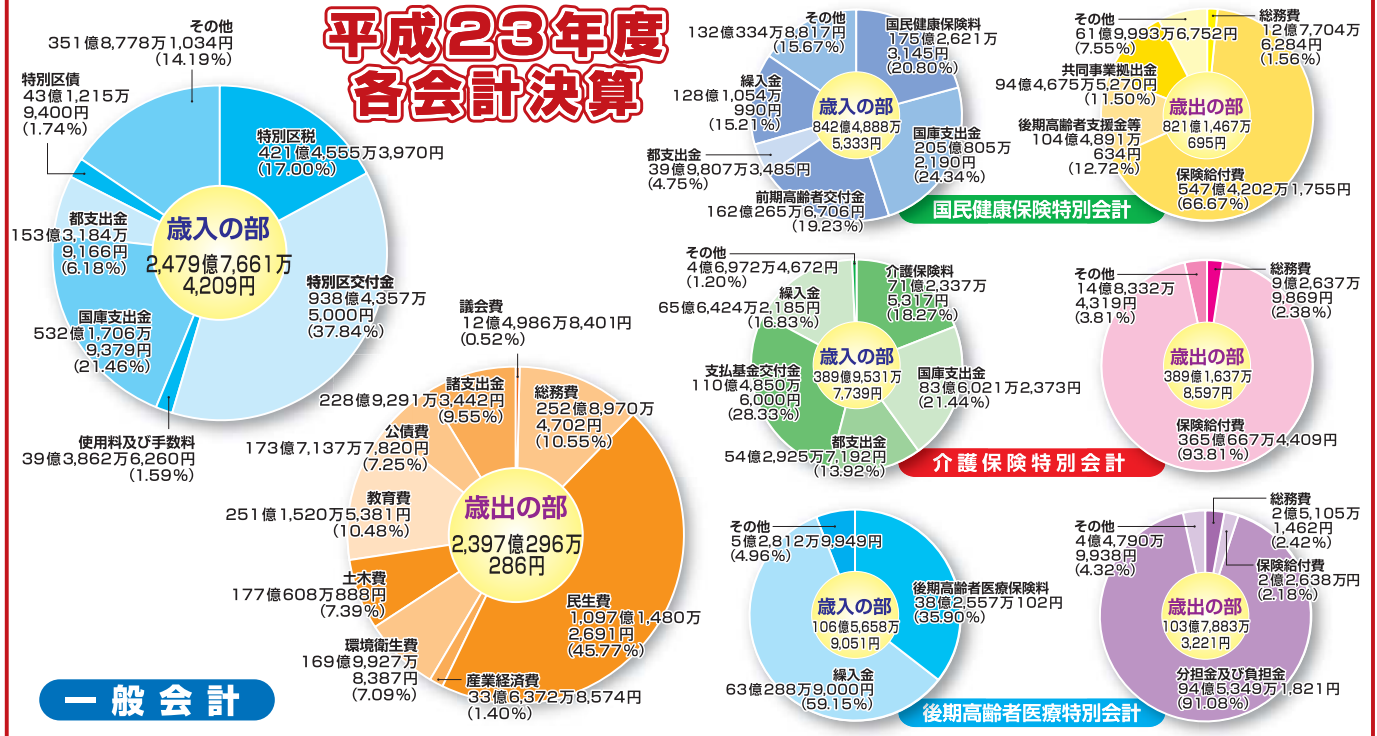 平成23年度
各会計決算
その他
351億8,778万1,034円
(14.19%)
特別区債
43億1,215万
9,400円
(1.74%)
特別区税
421億4,555万3,970円
(17.00%)
都支出金
153億3,184万
9,166円
(6.18%)
歳入の部
2,479億7,661万
4,209円
特別区交付金
938億4,357万
5,000円
(37.84%)
国庫支出金
532億1,706万
9,379円
(21.46%)
使用料及び手数料
39億3,862万6,260円
(1.59%)
議会費
12億4,986万8,401円
(0.52%)
諸支出金
228億9,291万3,442円
(9.55%)
総務費
252億8,970万
4,702円
(10.55%)
公債費
173億7,137万7,820円
(7.25%)
教育費
251億1,520万5,381円
(10.48%)
歳出の部
2,397億296万
286円
土木費
177億608万888円
(7.39%)
民生費
1,097億1,480万
2,691円
(45.77%)
環境衛生費
169億9,927万
8,387円
(7.09%)
産業経済費
33億6,372万8,574円
(1.40%)
一般会計
その他
132億334万8,817円
(15.67%)
国民健康保険料
175億2,621万
3,145円
(20.80%)
繰入金
128億1,054万
990円
(15.21%)
歳入の部
842億4,888万
5,333円
国庫支出金
205億805万
2,190円
(24.34%)
都支出金
39億9,807万3,485円
(4.75%)
前期高齢者交付金
162億265万6,706円
(19.23%)
その他
61億9,993万6,752円
(7.55%)
総務費
12億7,704万
6,284円
(1.56%)
共同事業拠出金
94億4,675万5,270円
(11.50%)
歳出の部
821億1,467万
695円
後期高齢者支援金等
104億4,891万
634円
(12.72%)
保険給付費
547億4,202万1,755円
(66.67%)
国民健康保険特別会計
その他
4億6,972万4,672円
(1.20%)
介護保険料
71億2,337万
5,317円
(18.27%)
繰入金
65億6,424万2,185円
(16.83%)
歳入の部
389億9,531万
7,739円
支払基金交付金
110億4,850万
6,000円
(28.33%)
国庫支出金
83億6,021万2,373円
(21.44%)
都支出金
54億2,925万7,192円
(13.92%)
その他
14億8,332万
4,319円
(3.81%)
総務費
9億2,637万
9,869円
(2.38%)
歳出の部
389億1,637万
8,597円
保険給付費
365億667万4,409円
(93.81%)
介護保険特別会計
その他
5億2,812万9,949円
(4.96%)
歳入の部
106億5,658万
9,051円
後期高齢者医療保険料
38億2,557万102円
(35.90%)
繰入金
63億288万9,000円
(59.15%)
その他
4億4,790万
9,938円
(4.32%)
総務費
2億5,105万
1,462円
(2.42%)
保険給付費
2億2,638万円
(2.18%)
歳出の部
103億7,883万
3,221円
分担金及び負担金
94億5,349万1,821円
(91.08%)
後期高齢者医療特別会計